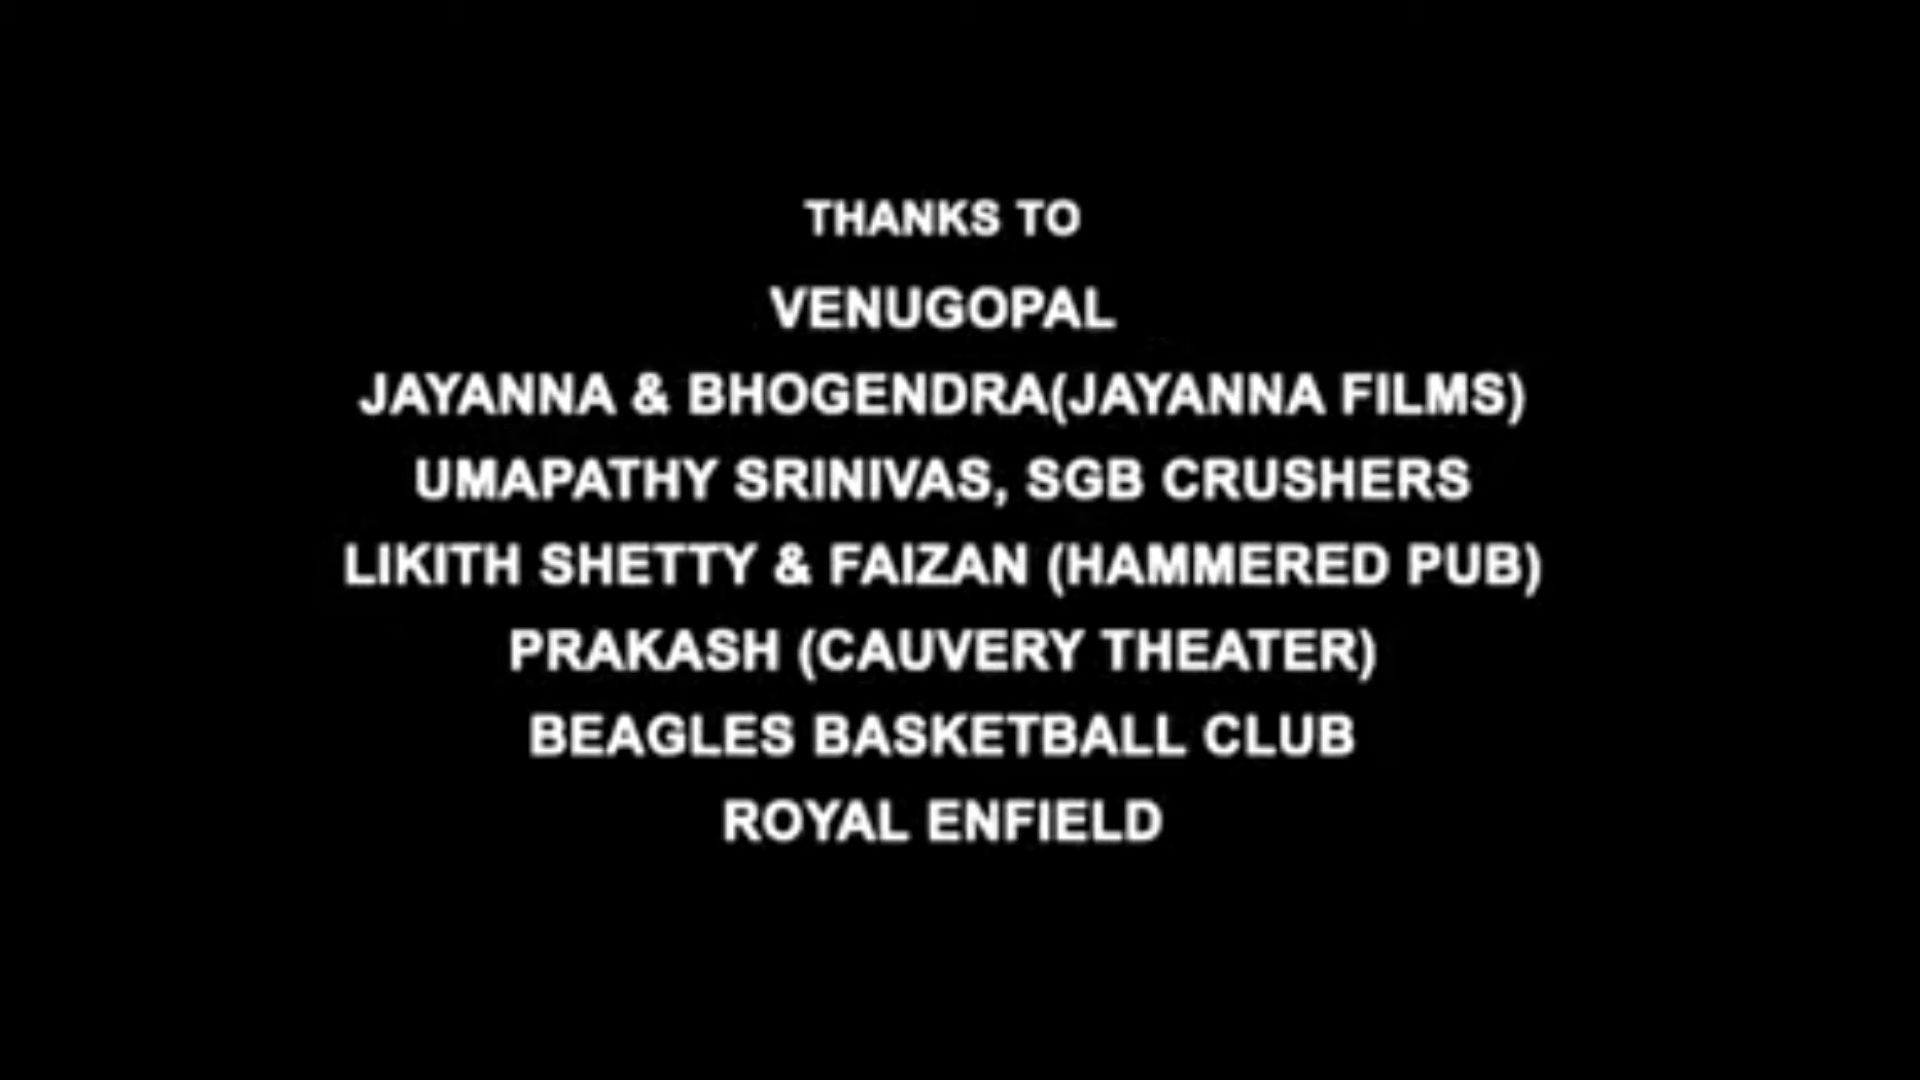 THANKS TO
VENUGOPAL
JAYANNA & BHOGENDRA(JAYANNA FILMS)
UMAPATHY SRINIVAS, SGB CRUSHERS
LIKITH SHETTY & FAIZAN (HAMMERED PUB)
PRAKASH (CAUVERY THEATER)
BEAGLES BASKETBALL CLUB
ROYAL ENFIELD